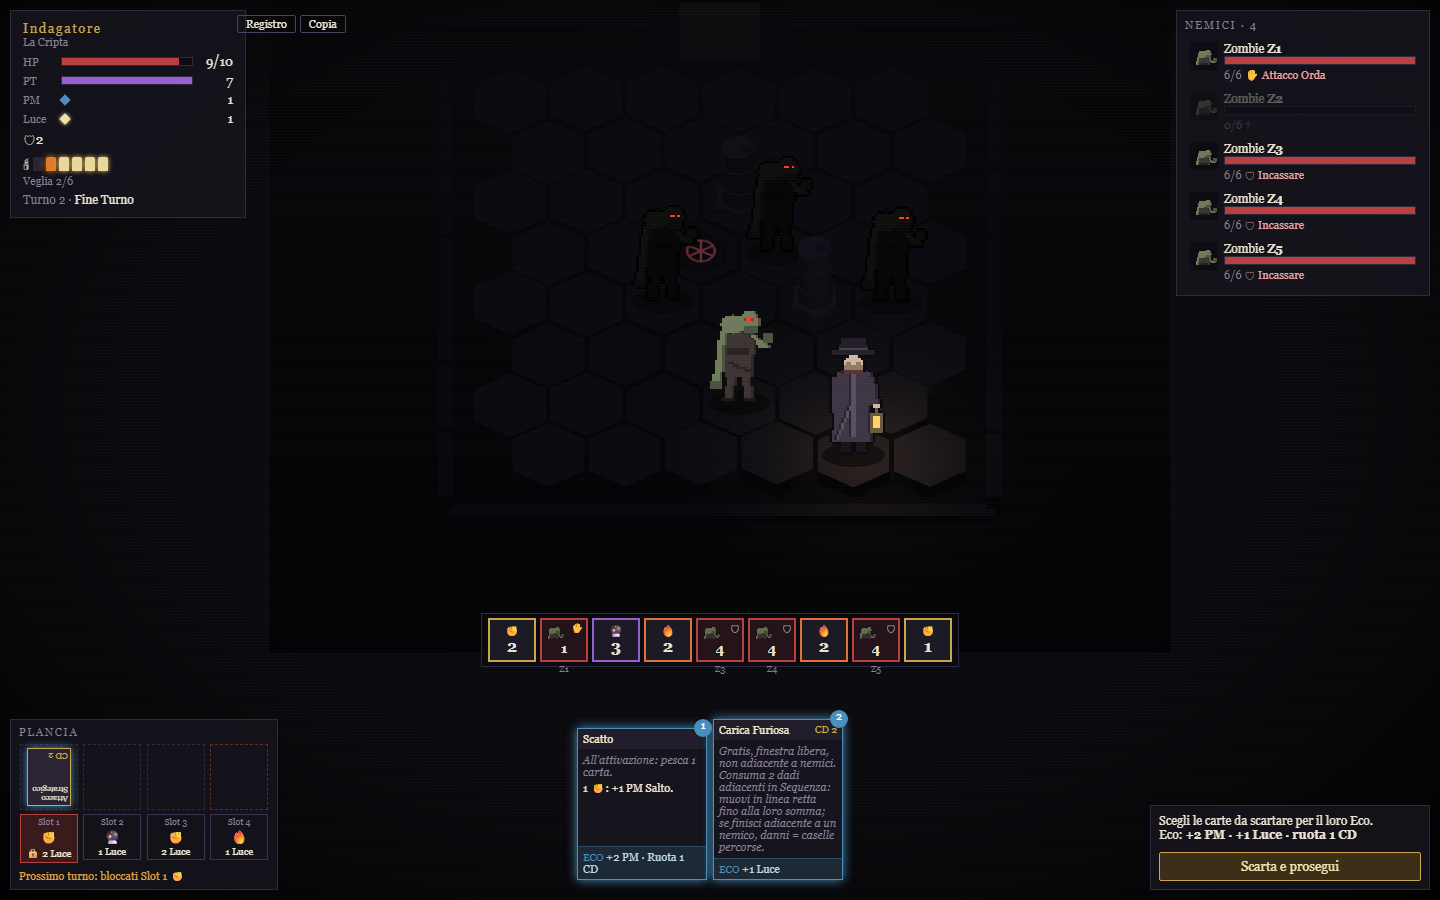 Indagatore
La Cripta
HP 9/10
PT 7
PM 1
Luce 1
2
Veglia 2/6
Turno 2 · Fine Turno
Registro
Copia
NEMICI · 4
Zombie Z1
6/6 Attacco Orda
Zombie Z2
0/6 †
Zombie Z3
6/6 Incassare
Zombie Z4
6/6 Incassare
Zombie Z5
6/6 Incassare
2 1 3 2 4 4 2 4 1
Z1 Z3 Z4 Z5
PLANCIA
CD 2
Attacco
Strategico
Slot 1
2 Luce
Slot 2
1 Luce
Slot 3
2 Luce
Slot 4
1 Luce
Prossimo turno: bloccati Slot 1
1
Scatto
All'attivazione: pesca 1
carta.
1 : +1 PM Salto.
ECO +2 PM · Ruota 1
CD
2
Carica Furiosa CD 2
Gratis, finestra libera,
non adiacente a nemici.
Consuma 2 dadi
adiacenti in Sequenza:
muovi in linea retta
fino alla loro somma;
se finisci adiacente a un
nemico, danni = caselle
percorse.
ECO +1 Luce
Scegli le carte da scartare per il loro Eco.
Eco: +2 PM · +1 Luce · ruota 1 CD
Scarta e prosegui